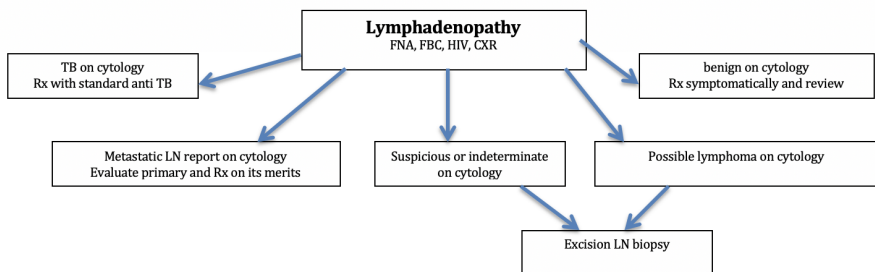 Lymphadenopathy
FNA, FBC, HIV, CXR
TB on cytology
Rx with standard anti TB
benign on cytology
Rx symptomatically and review
Metastatic LN report on cytology
Evaluate primary and Rx on its merits
Suspicious or indeterminate
on cytology
Possible lymphoma on cytology
Excision LN biopsy